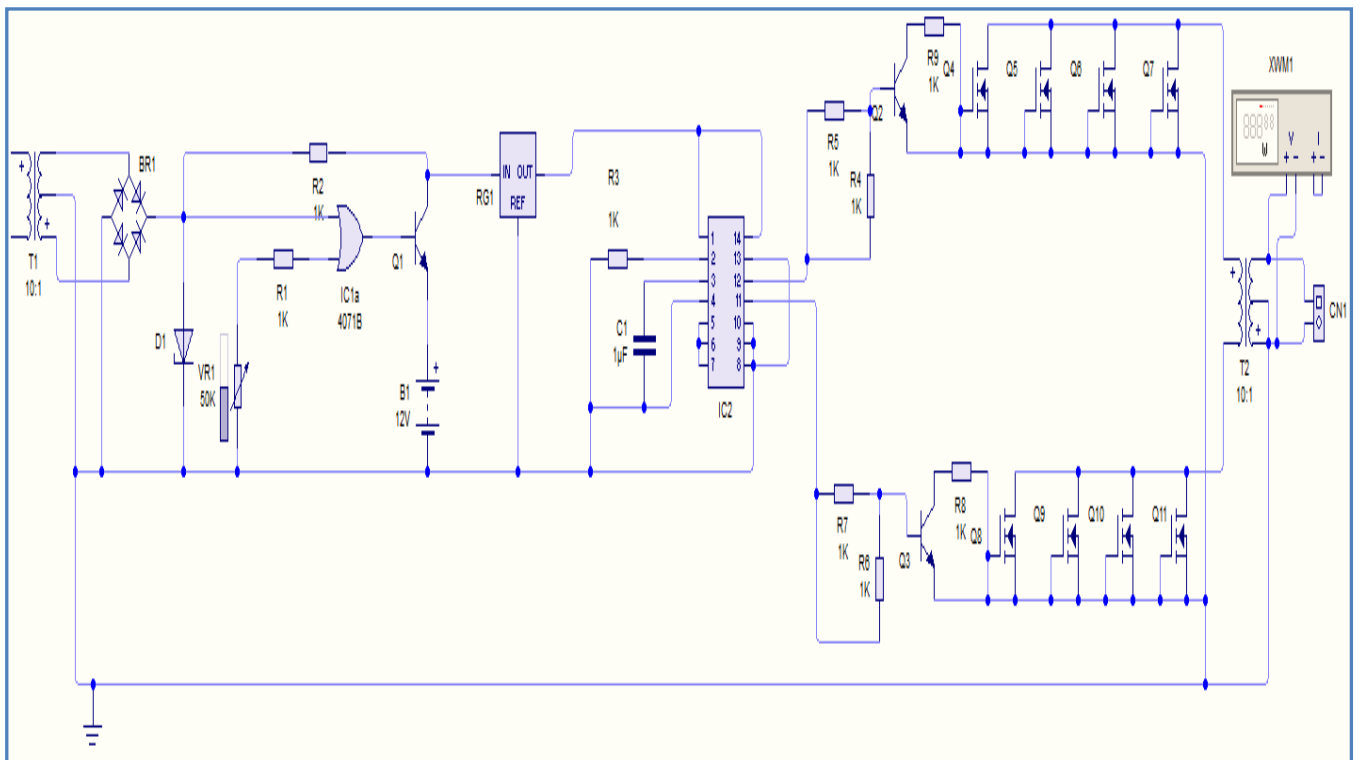 T1
10:1
BR1
D1
VR1
50K
R1
1K
R2
1K
IC1a
4071B
Q1
B1
12V
RG1
IN OUT
REF
R3
1K
C1
1µF
1 14
2 13
3 12
4 11
5 10
6 9
7 8
IC2
R5
1K
R4
1K
Q2
R9
1K
Q4
Q5
Q6
Q7
XWM1
W
V
I
+ −
+ −
T2
10:1
CN1
R7
1K
R6
1K
Q3
R8
1K
Q8
Q9
Q10
Q11